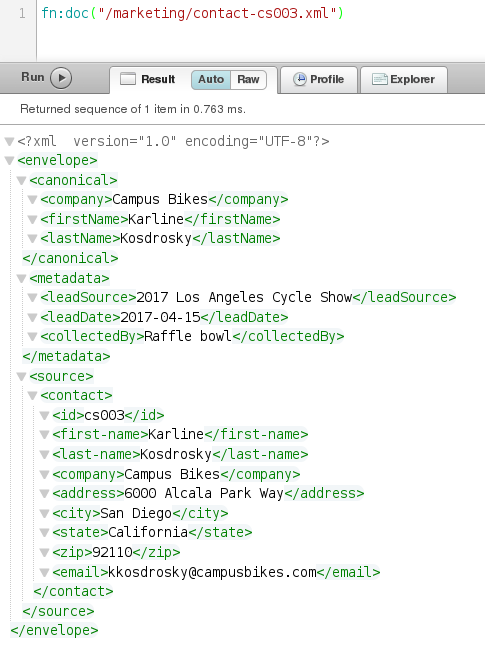 1 fn:doc("/marketing/contact-cs003.xml")
Run Result Auto Raw Profile Explorer
Returned sequence of 1 item in 0.763 ms.
<?xml  version="1.0" encoding="UTF-8"?>
<envelope>
<canonical>
<company>Campus Bikes</company>
<firstName>Karline</firstName>
<lastName>Kosdrosky</lastName>
</canonical>
<metadata>
<leadSource>2017 Los Angeles Cycle Show</leadSource>
<leadDate>2017-04-15</leadDate>
<collectedBy>Raffle bowl</collectedBy>
</metadata>
<source>
<contact>
<id>cs003</id>
<first-name>Karline</first-name>
<last-name>Kosdrosky</last-name>
<company>Campus Bikes</company>
<address>6000 Alcala Park Way</address>
<city>San Diego</city>
<state>California</state>
<zip>92110</zip>
<email>kkosdrosky@campusbikes.com</email>
</contact>
</source>
</envelope>